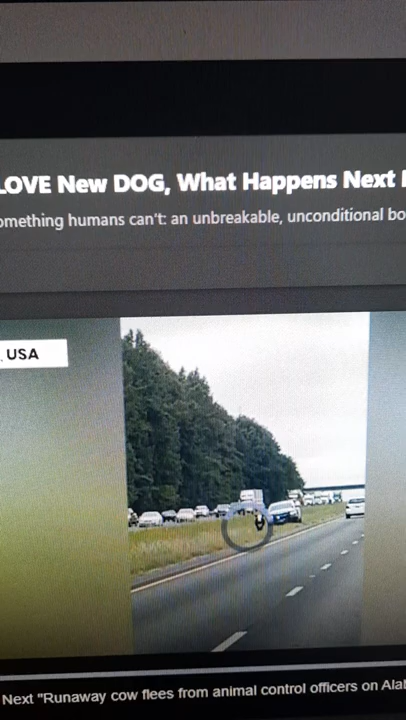 LOVE New DOG, What Happens Next
omething humans can't: an unbreakable, unconditional bo
, USA
Next "Runaway cow flees from animal control officers on Alab